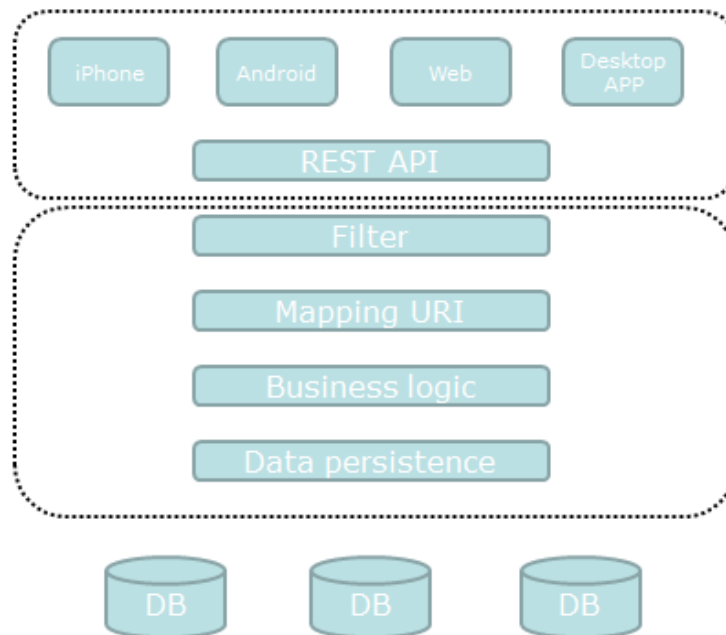 iPhone
Android
Web
Desktop
APP
REST API
Filter
Mapping URI
Business logic
Data persistence
DB
DB
DB